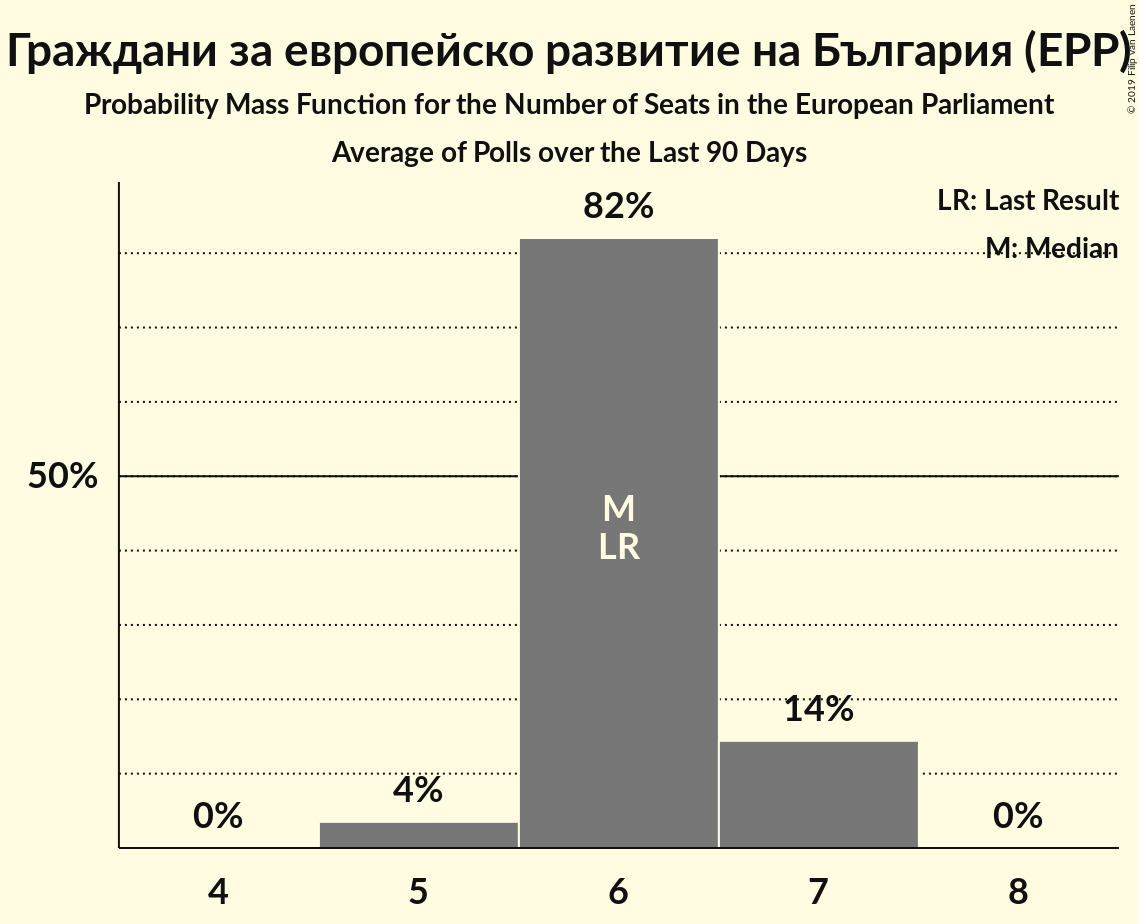 Граждани за европейско развитие на България (EPP)
Probability Mass Function for the Number of Seats in the European Parliament
Average of Polls over the Last 90 Days
© 2019 Filip van Laenen
LR: Last Result
M: Median
82%
50%
M
LR
14%
4%
0%
0%
4 5 6 7 8